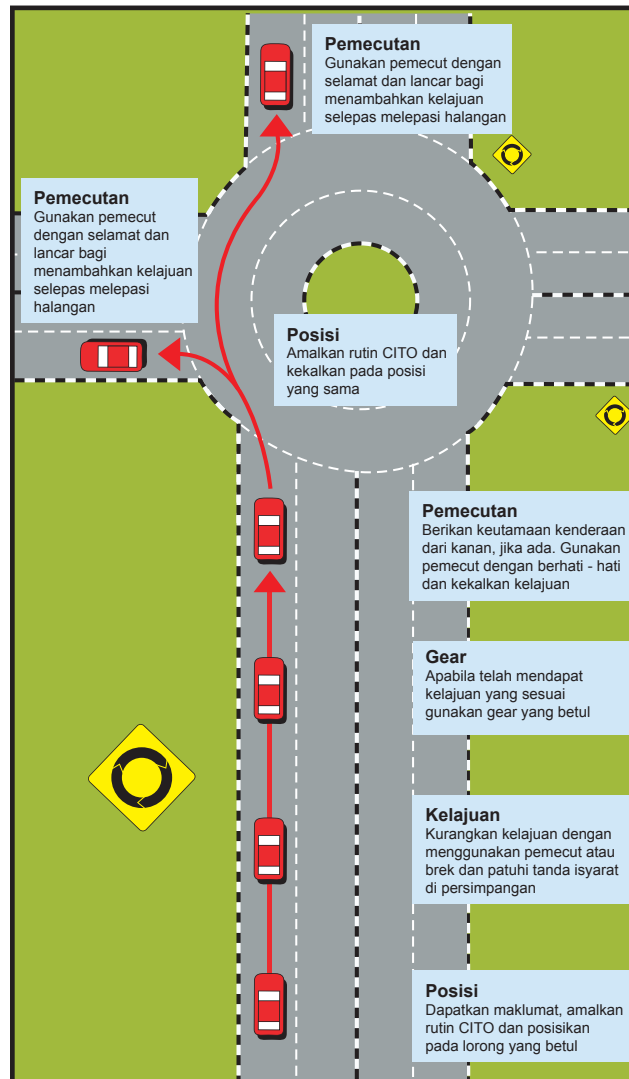 Pemecutan
Gunakan pemecut dengan
selamat dan lancar bagi
menambahkan kelajuan
selepas melepasi halangan
Pemecutan
Gunakan pemecut
dengan selamat dan
lancar bagi
menambahkan kelajuan
selepas melepasi
halangan
Posisi
Amalkan rutin CITO dan
kekalkan pada posisi
yang sama
Pemecutan
Berikan keutamaan kenderaan
dari kanan, jika ada. Gunakan
pemecut dengan berhati - hati
dan kekalkan kelajuan
Gear
Apabila telah mendapat
kelajuan yang sesuai
gunakan gear yang betul
Kelajuan
Kurangkan kelajuan dengan
menggunakan pemecut atau
brek dan patuhi tanda isyarat
di persimpangan
Posisi
Dapatkan maklumat, amalkan
rutin CITO dan posisikan
pada lorong yang betul